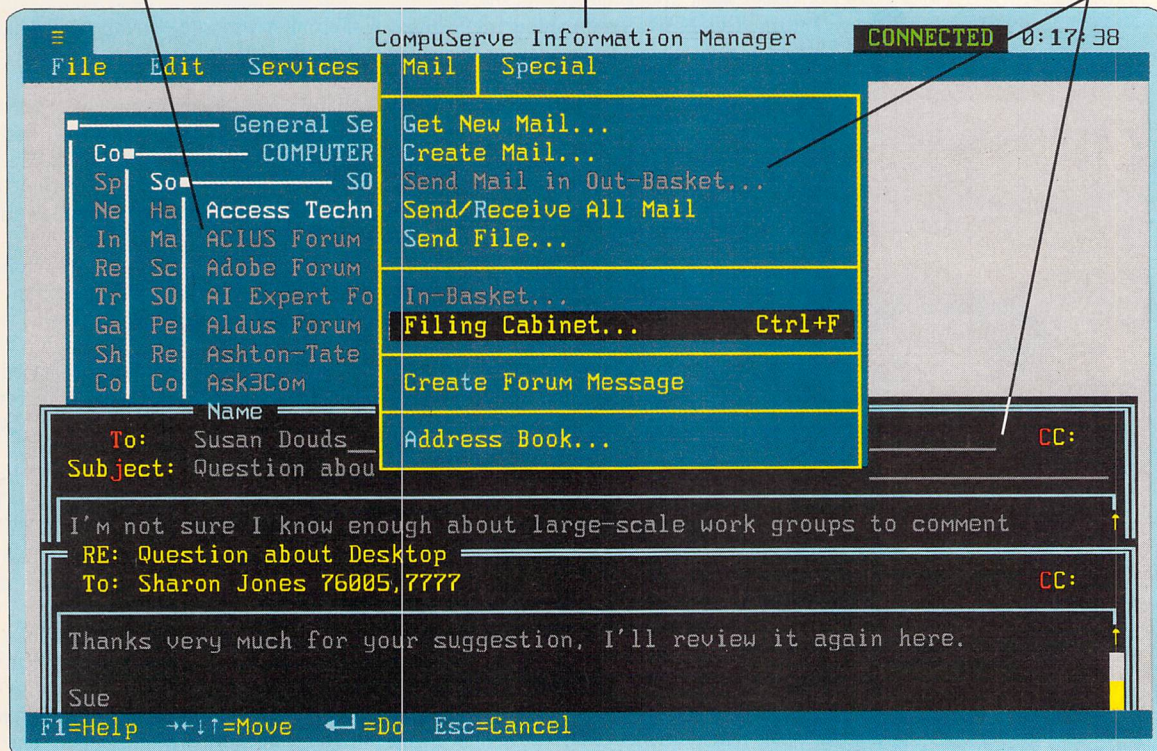 ≡ CompuServe Information Manager CONNECTED 0:17:38
File Edit Services Mail Special
General Se
Get New Mail...
Co COMPUTER
Create Mail...
Sp So SO
Send Mail in Out-Basket...
Ne Ha Access Techn
Send/Receive All Mail
In Ma ACIUS Forum
Send File...
Re Sc Adobe Forum
Tr SO AI Expert Fo
In-Basket...
Ga Pe Aldus Forum
Filing Cabinet... Ctrl+F
Sh Re Ashton-Tate
Co Co Ask3Com
Create Forum Message
Address Book...
Name
To: Susan Douds CC:
Subject: Question abou
I'm not sure I know enough about large-scale work groups to comment
RE: Question about Desktop
To: Sharon Jones 76005,7777 CC:
Thanks very much for your suggestion, I'll review it again here.
Sue
F1=Help →←↓↑=Move ↵=Do Esc=Cancel